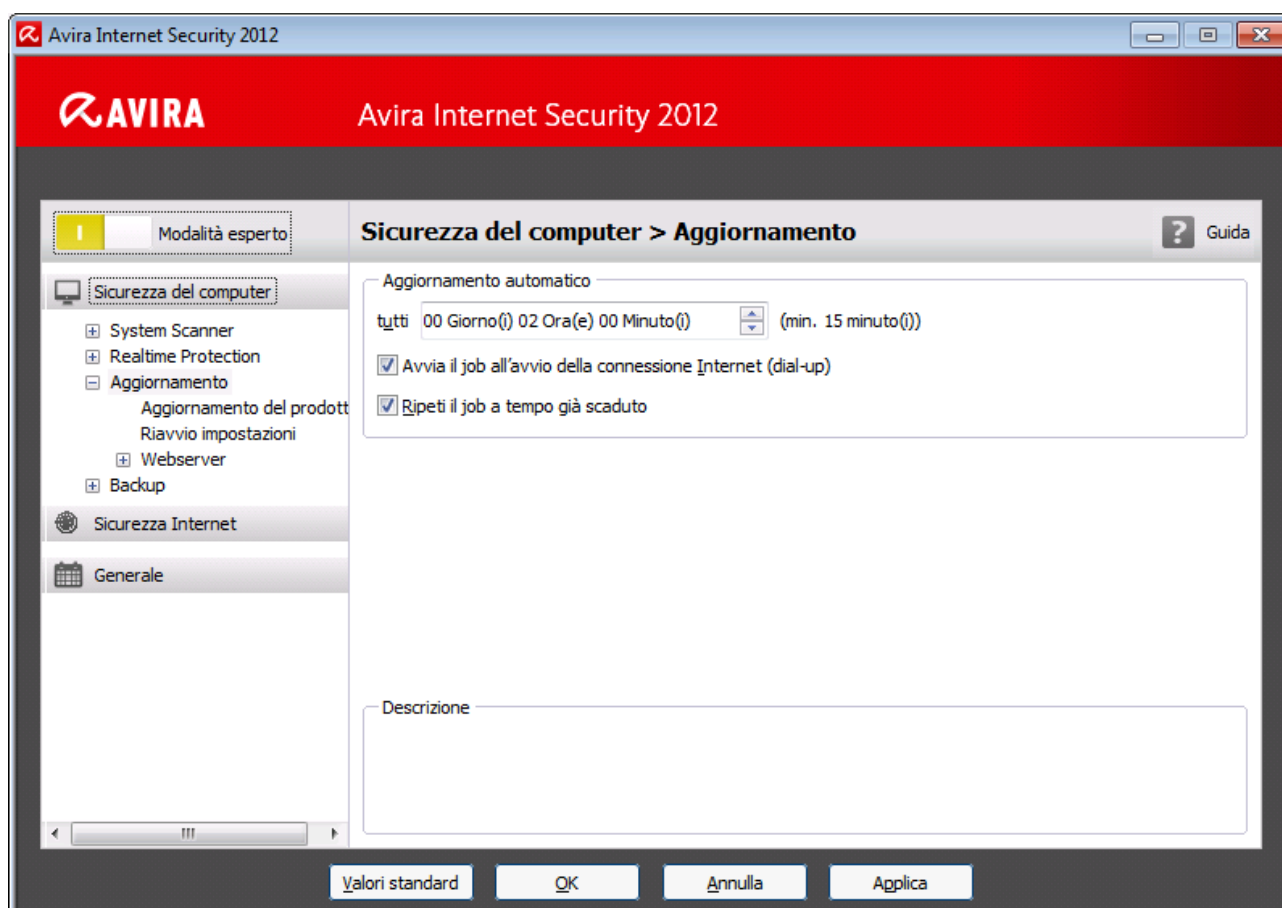 Avira Internet Security 2012
AVIRA
Avira Internet Security 2012
Modalità esperto
Sicurezza del computer > Aggiornamento
Guida
Sicurezza del computer
System Scanner
Realtime Protection
Aggiornamento
Aggiornamento del prodott
Riavvio impostazioni
Webserver
Backup
Sicurezza Internet
Generale
Aggiornamento automatico
tutti 00 Giorno(i) 02 Ora(e) 00 Minuto(i) (min. 15 minuto(i))
Avvia il job all'avvio della connessione Internet (dial-up)
Ripeti il job a tempo già scaduto
Descrizione
Valori standard
OK
Annulla
Applica